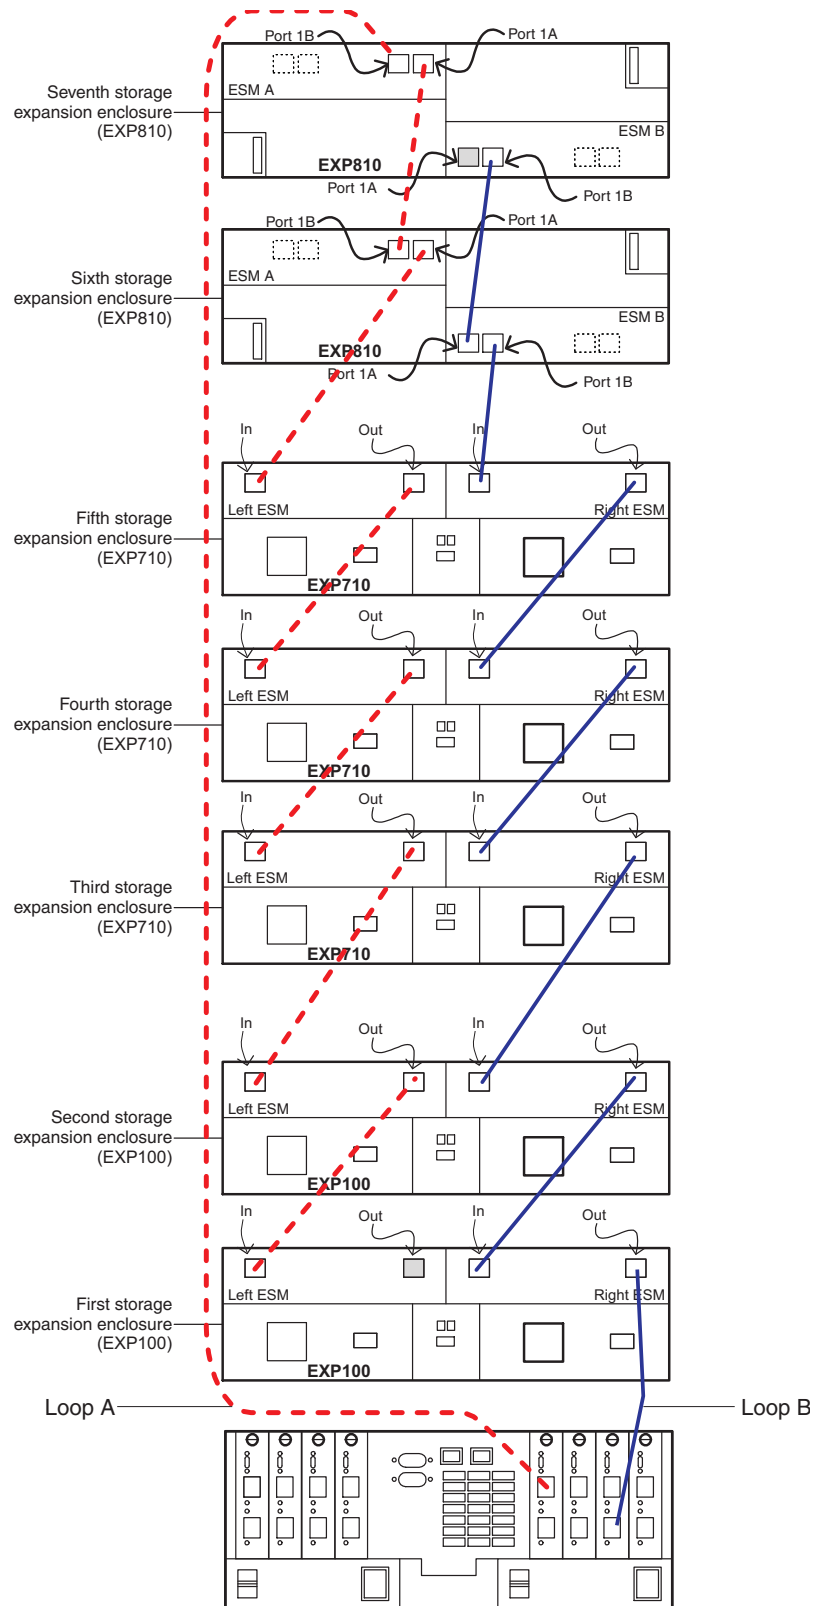 Port 1B
Port 1A
Seventh storage
expansion enclosure
(EXP810)
ESM A
ESM B
EXP810
Port 1A
Port 1B
Port 1B
Port 1A
Sixth storage
expansion enclosure
(EXP810)
ESM A
ESM B
EXP810
Port 1A
Port 1B
In
Out
In
Out
Left ESM
Right ESM
Fifth storage
expansion enclosure
(EXP710)
EXP710
In
Out
In
Out
Left ESM
Right ESM
Fourth storage
expansion enclosure
(EXP710)
EXP710
In
Out
In
Out
Left ESM
Right ESM
Third storage
expansion enclosure
(EXP710)
EXP710
In
Out
In
Out
Left ESM
Right ESM
Second storage
expansion enclosure
(EXP100)
EXP100
In
Out
In
Out
Left ESM
Right ESM
First storage
expansion enclosure
(EXP100)
EXP100
Loop A
Loop B